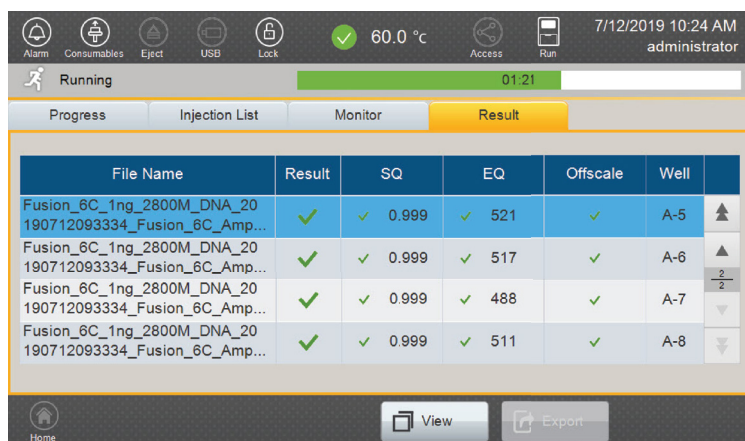 7/12/2019 10:24 AM
60.0 °c
administrator
Alarm Consumables Eject USB Lock Access Run
Running 01:21
Progress Injection List Monitor Result
File Name Result SQ EQ Offscale Well
Fusion_6C_1ng_2800M_DNA_20
190712093334_Fusion_6C_Amp... 0.999 521 A-5
Fusion_6C_1ng_2800M_DNA_20
190712093334_Fusion_6C_Amp... 0.999 517 A-6
2
2
Fusion_6C_1ng_2800M_DNA_20
190712093334_Fusion_6C_Amp... 0.999 488 A-7
Fusion_6C_1ng_2800M_DNA_20
190712093334_Fusion_6C_Amp... 0.999 511 A-8
View Export
Home